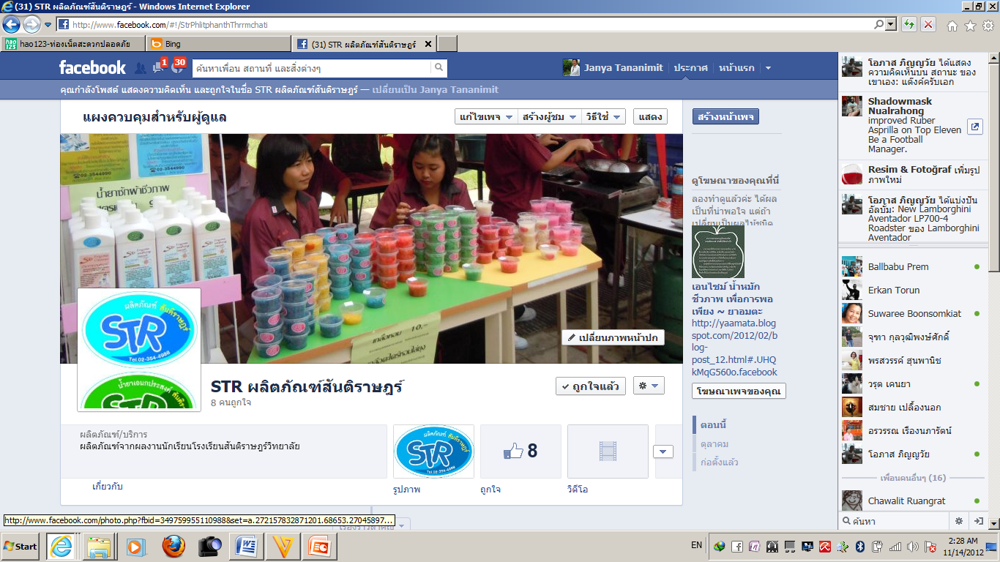 (31) STR ผลิตภัณฑ์สันติราษฎร์ - Windows Internet Explorer
http://www.facebook.com/#!/StrPhlitphanthThrrmchati
hao123-ท่องเน็ตสะดวกปลอดภัย
Bing
(31) STR ผลิตภัณฑ์สันติราษฎร์
facebook
1
30
ค้นหาเพื่อน สถานที่ และสิ่งต่างๆ
Janya Tananimit
ประกาศ
หน้าแรก
คุณกำลังโพสต์ แสดงความคิดเห็น และถูกใจในชื่อ STR ผลิตภัณฑ์สันติราษฎร์ — เปลี่ยนเป็น Janya Tananimit
แผงควบคุมสำหรับผู้ดูแล
แก้ไขเพจ
สร้างผู้ชม
วิธีใช้
แสดง
02-3544990
02-3544990
น้ำยาซักผ้าชีวภาพ
เปลี่ยนภาพหน้าปก
ผลิตภัณฑ์ สันติราษฎร์
STR
Tel.02-354-4988
น้ำยาเอนกประสงค์ สันติราษฎร์
STR ผลิตภัณฑ์สันติราษฎร์
8 คนถูกใจ
ถูกใจแล้ว
ผลิตภัณฑ์/บริการ
ผลิตภัณฑ์จากผลงานนักเรียนโรงเรียนสันติราษฎร์วิทยาลัย
เกี่ยวกับ
ผลิตภัณฑ์ สันติราษฎร์
STR
Tel.02-354-4988
รูปภาพ
8
ถูกใจ
วิดีโอ
สร้างหน้าเพจ
ดูโฆษณาของคุณที่นี่
ลองทำดูแล้วค่ะ ได้ผล
เป็นที่น่าพอใจ แต่ถ้า
เปลี่ยนเป็นผลไม้ชนิด
เอนไซม์ น้ำหมัก
ชีวภาพ เพื่อการพอ
เพียง ~ ยาอมตะ
http://yaamata.blog
spot.com/2012/02/b
log-
post_12.html#.UHQ
kMqG560o.facebook
โฆษณาเพจของคุณ
ตอนนี้
ตุลาคม
ก่อตั้งแล้ว
โอภาส ภิญญวัย ได้แสดง
ความคิดเห็นบน สถานะ ของ
เขาเอง: แต๊งค์ครับเอก
Shadowmask
Nualrahong
improved Ruber
Asprilla on Top Eleven
Be a Football
Manager.
Resim & Fotoğraf เพิ่มรูป
ภาพใหม่
โอภาส ภิญญวัย ได้แบ่งปัน
อัลบั้ม: New Lamborghini
Aventador LP700-4
Roadster ของ Lamborghini
Aventador
Ballbabu Prem
Erkan Torun
Suwaree Boonsomkiat
จุฑา กุลวุฒิพงษ์ศักดิ์
พรสวรรค์ ฮุนพานิช
วรุต เคนยา
สมชาย เปลื้องนอก
อรวรรณ เรืองนภารัตน์
โอภาส ภิญญวัย
เพื่อนคนอื่นๆ (16)
Chawalit Ruangrat
ค้นหา
http://www.facebook.com/photo.php?fbid=349759955110988&set=a.272157832871201.68653.27045897...
เรื่องราวสำคัญ
Start
EN
2:28 AM
11/14/2012